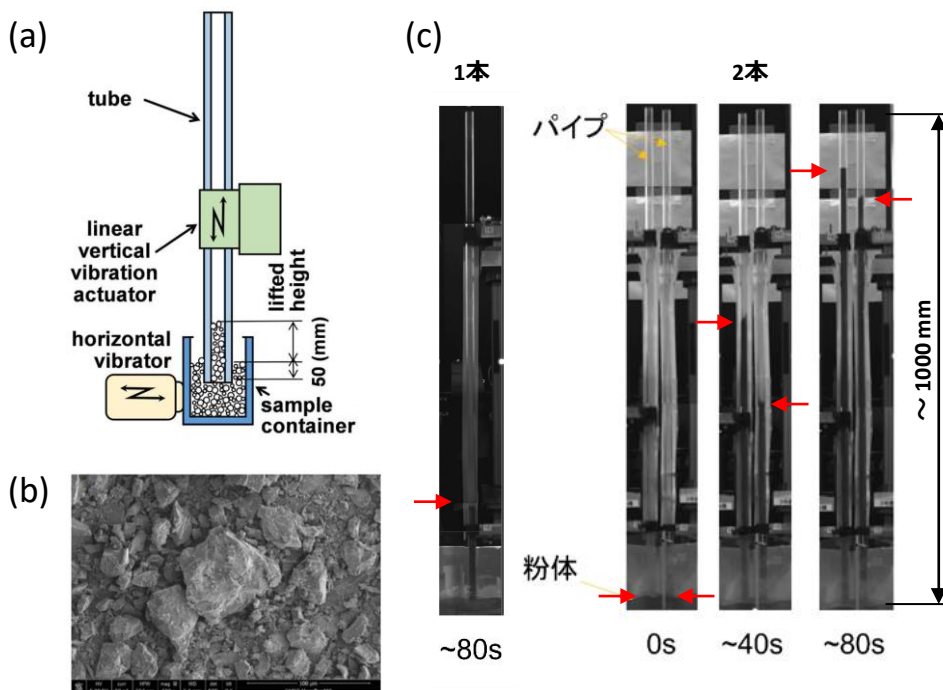 (a)
tube
linear
vertical
vibration
actuator
lifted
height
horizontal
vibrator
50 (mm)
sample
container
(b)
(c)
1本
2本
パイプ
粉体
~80s
0s
~40s
~80s
~ 1000 mm